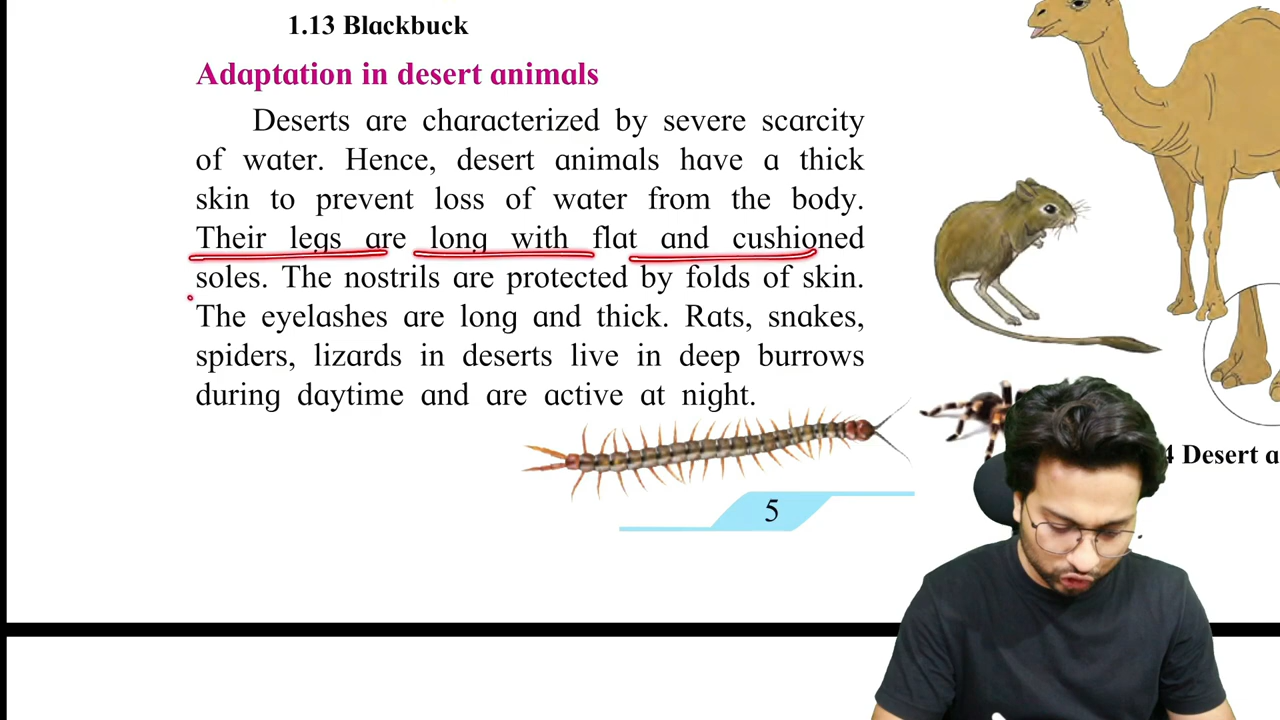 1.13 Blackbuck
Adaptation in desert animals
Deserts are characterized by severe scarcity
of water. Hence, desert animals have a thick
skin to prevent loss of water from the body.
Their legs are long with flat and cushioned
soles. The nostrils are protected by folds of skin.
The eyelashes are long and thick. Rats, snakes,
spiders, lizards in deserts live in deep burrows
during daytime and are active at night.
4 Desert a
5